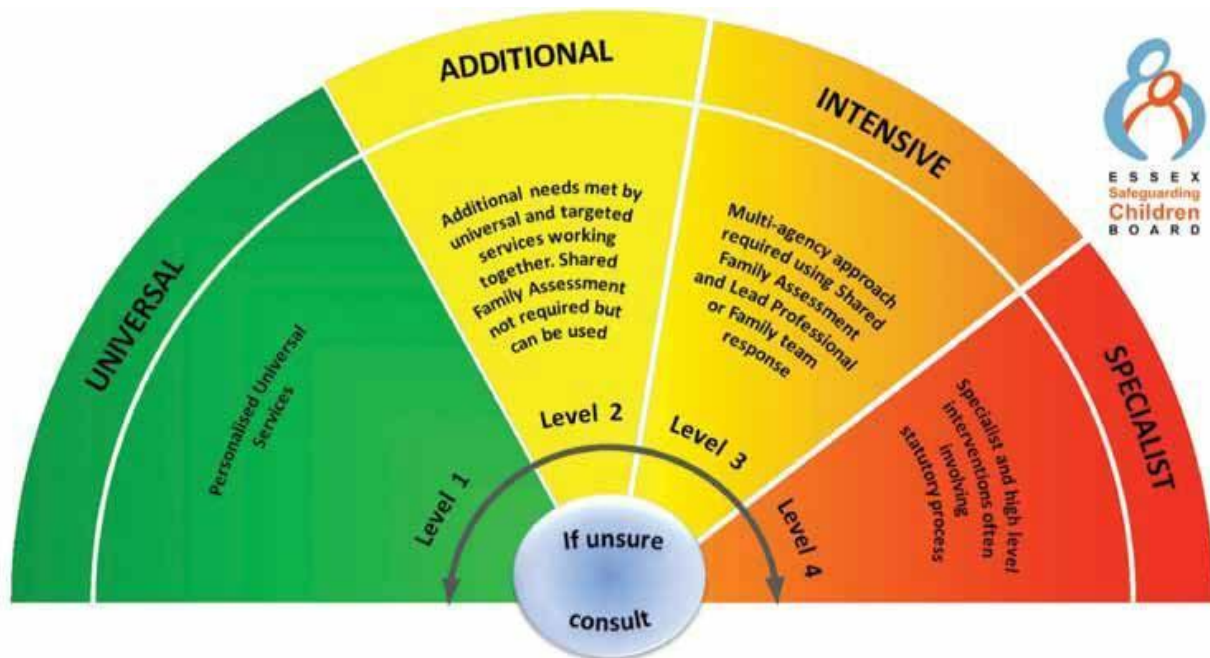 UNIVERSAL
Personalised Universal
Services
Level 1
ADDITIONAL
Additional needs met by
universal and targeted
services working
together. Shared
Family Assessment
not required but
can be used
Level 2
INTENSIVE
Multi-agency approach
required using Shared
Family Assessment
and Lead Professional
or Family team
response
Level 3
SPECIALIST
Specialist and high level
interventions often
involving
statutory process
Level 4
If unsure
consult
ESSEX
Safeguarding
Children
BOARD